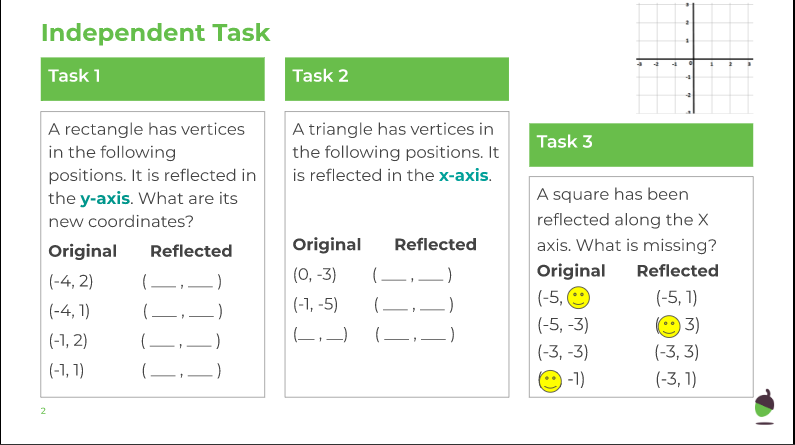 Independent Task
3
2
1
-3 -2 -1 0 1 2 3
-1
-2
-3
Task 1
A rectangle has vertices
in the following
positions. It is reflected in
the y-axis. What are its
new coordinates?
Original Reflected
(-4, 2) ( ___ , ___ )
(-4, 1) ( ___ , ___ )
(-1, 2) ( ___ , ___ )
(-1, 1) ( ___ , ___ )
Task 2
A triangle has vertices in
the following positions. It
is reflected in the x-axis.
Original Reflected
(0, -3) ( ___ , ___ )
(-1, -5) ( ___ , ___ )
(__ , __) ( ___ , ___ )
Task 3
A square has been
reflected along the X
axis. What is missing?
Original Reflected
(-5, (-5, 1)
(-5, -3) ( 3)
(-3, -3) (-3, 3)
( -1) (-3, 1)
2